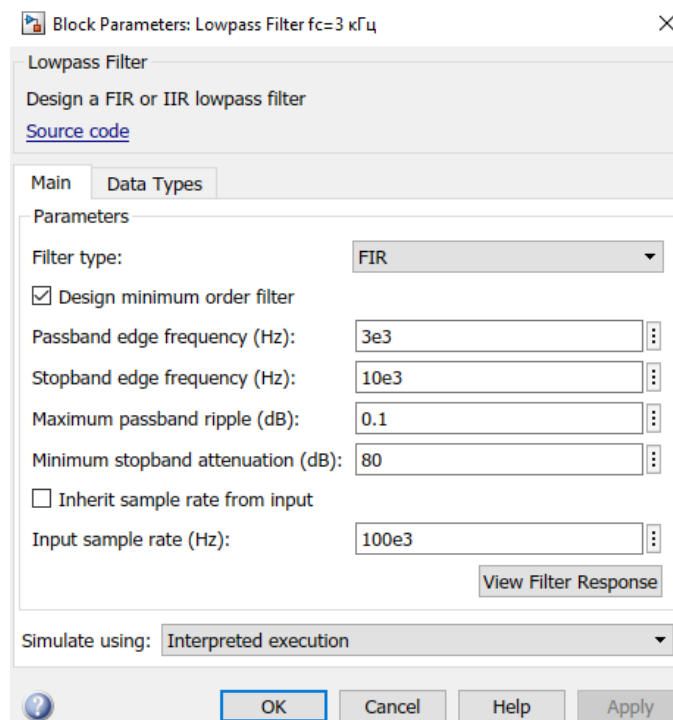 Block Parameters: Lowpass Filter fc=3 кГц
Lowpass Filter
Design a FIR or IIR lowpass filter
Source code
Main Data Types
Parameters
Filter type: FIR
Design minimum order filter
Passband edge frequency (Hz): 3e3
Stopband edge frequency (Hz): 10e3
Maximum passband ripple (dB): 0.1
Minimum stopband attenuation (dB): 80
Inherit sample rate from input
Input sample rate (Hz): 100e3
View Filter Response
Simulate using: Interpreted execution
OK Cancel Help Apply